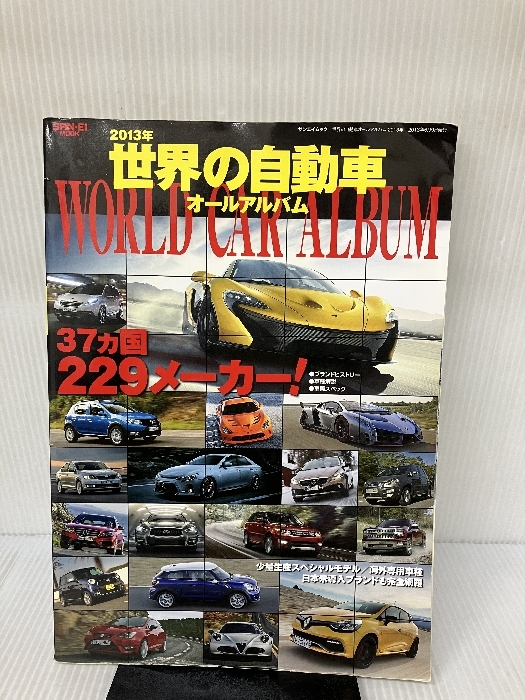 SAN-EI
MOOK
2013年
世界の自動車
オールアルバム
WORLD CAR ALBUM
37ヵ国
229メーカー!
●ブランドヒストリー
●車種解説
●車両スペック
少量生産スペシャルモデル／海外専用車種
日本未導入ブランドも完全網羅